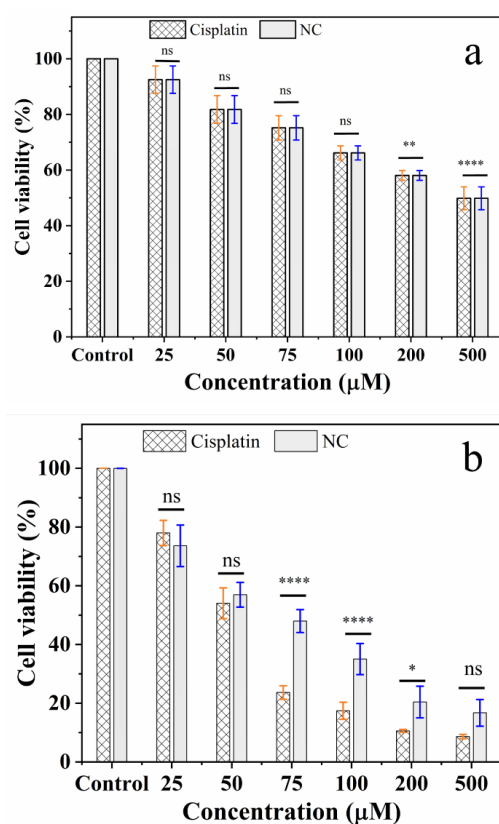 Cisplatin NC
a
ns
ns
ns
ns
**
****
Cell viability (%)
100
80
60
40
20
0
Control 25 50 75 100 200 500
Concentration (μM)
Cisplatin NC
b
ns
ns
****
****
*
ns
Cell viability (%)
100
80
60
40
20
0
Control 25 50 75 100 200 500
Concentration (μM)